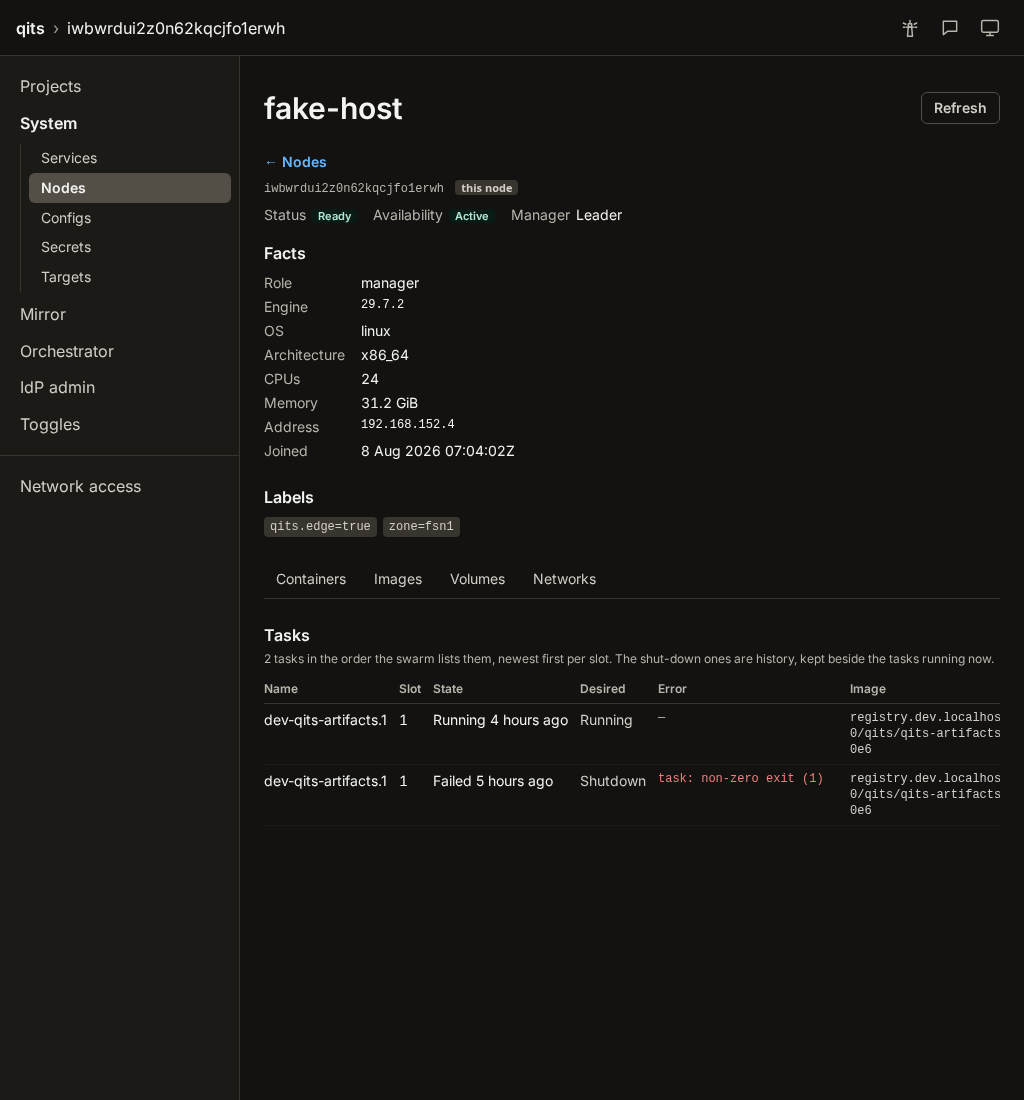 qits › iwbwrdui2z0n62kqcjfo1erwh
Projects
System
Services
Nodes
Configs
Secrets
Targets
Mirror
Orchestrator
IdP admin
Toggles
Network access
fake-host
Refresh
← Nodes
iwbwrdui2z0n62kqcjfo1erwh this node
Status Ready Availability Active Manager Leader
Facts
Role manager
Engine 29.7.2
OS linux
Architecture x86_64
CPUs 24
Memory 31.2 GiB
Address 192.168.152.4
Joined 8 Aug 2026 07:04:02Z
Labels
qits.edge=true zone=fsn1
Containers Images Volumes Networks
Tasks
2 tasks in the order the swarm lists them, newest first per slot. The shut-down ones are history, kept beside the tasks running now.
Name Slot State Desired Error Image
dev-qits-artifacts.1 1 Running 4 hours ago Running — registry.dev.localhos
0/qits/qits-artifacts
0e6
dev-qits-artifacts.1 1 Failed 5 hours ago Shutdown task: non-zero exit (1) registry.dev.localhos
0/qits/qits-artifacts
0e6